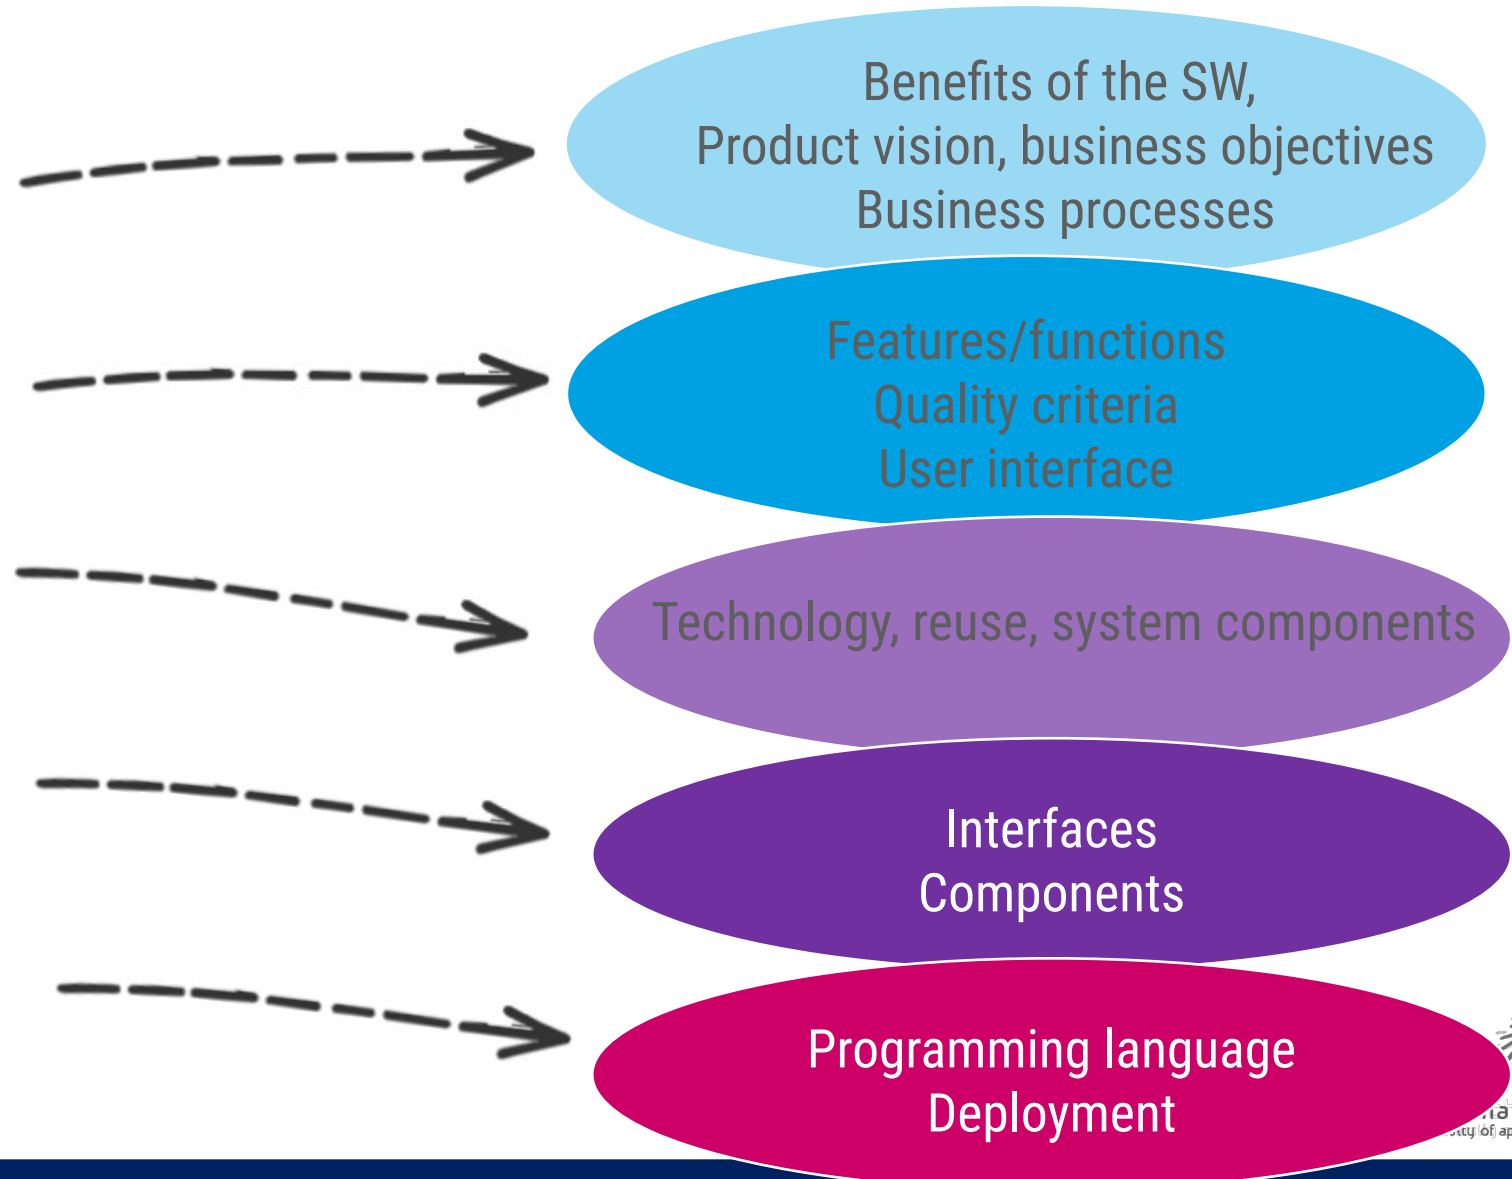 Benefits of the SW,
Product vision, business objectives
Business processes
Features/functions
Quality criteria
User interface
Technology, reuse, system components
Interfaces
Components
Programming language
Deployment
of